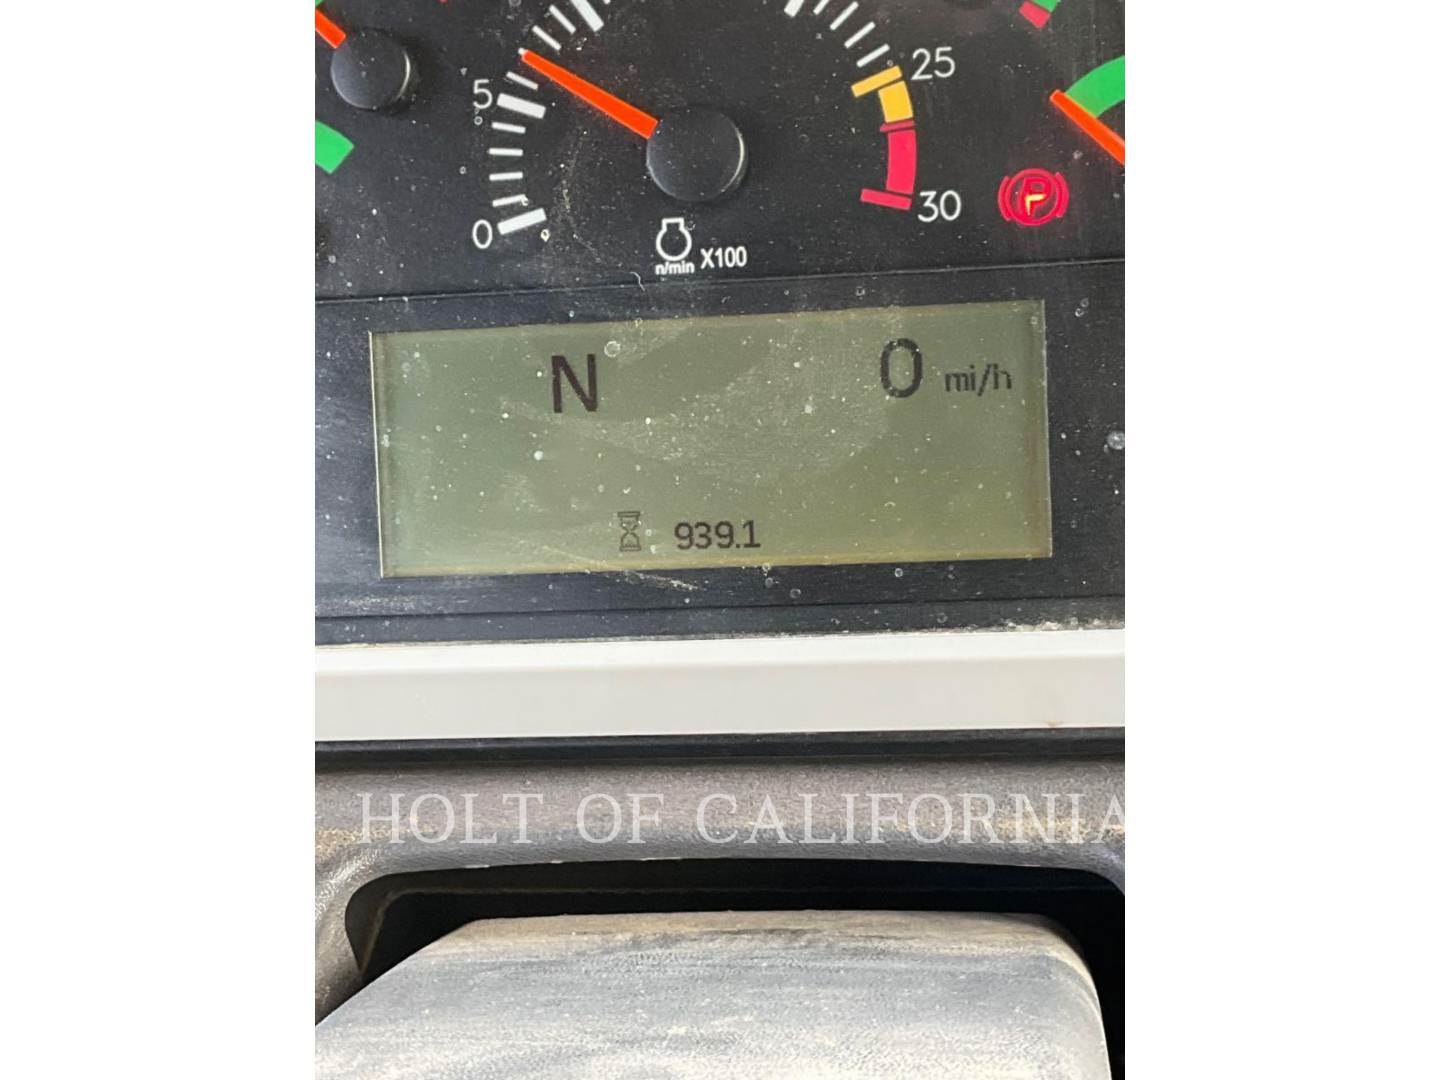 25
5
30
0
n/min X100
P
N 0 mi/h
939.1
HOLT OF CALIFORNIA